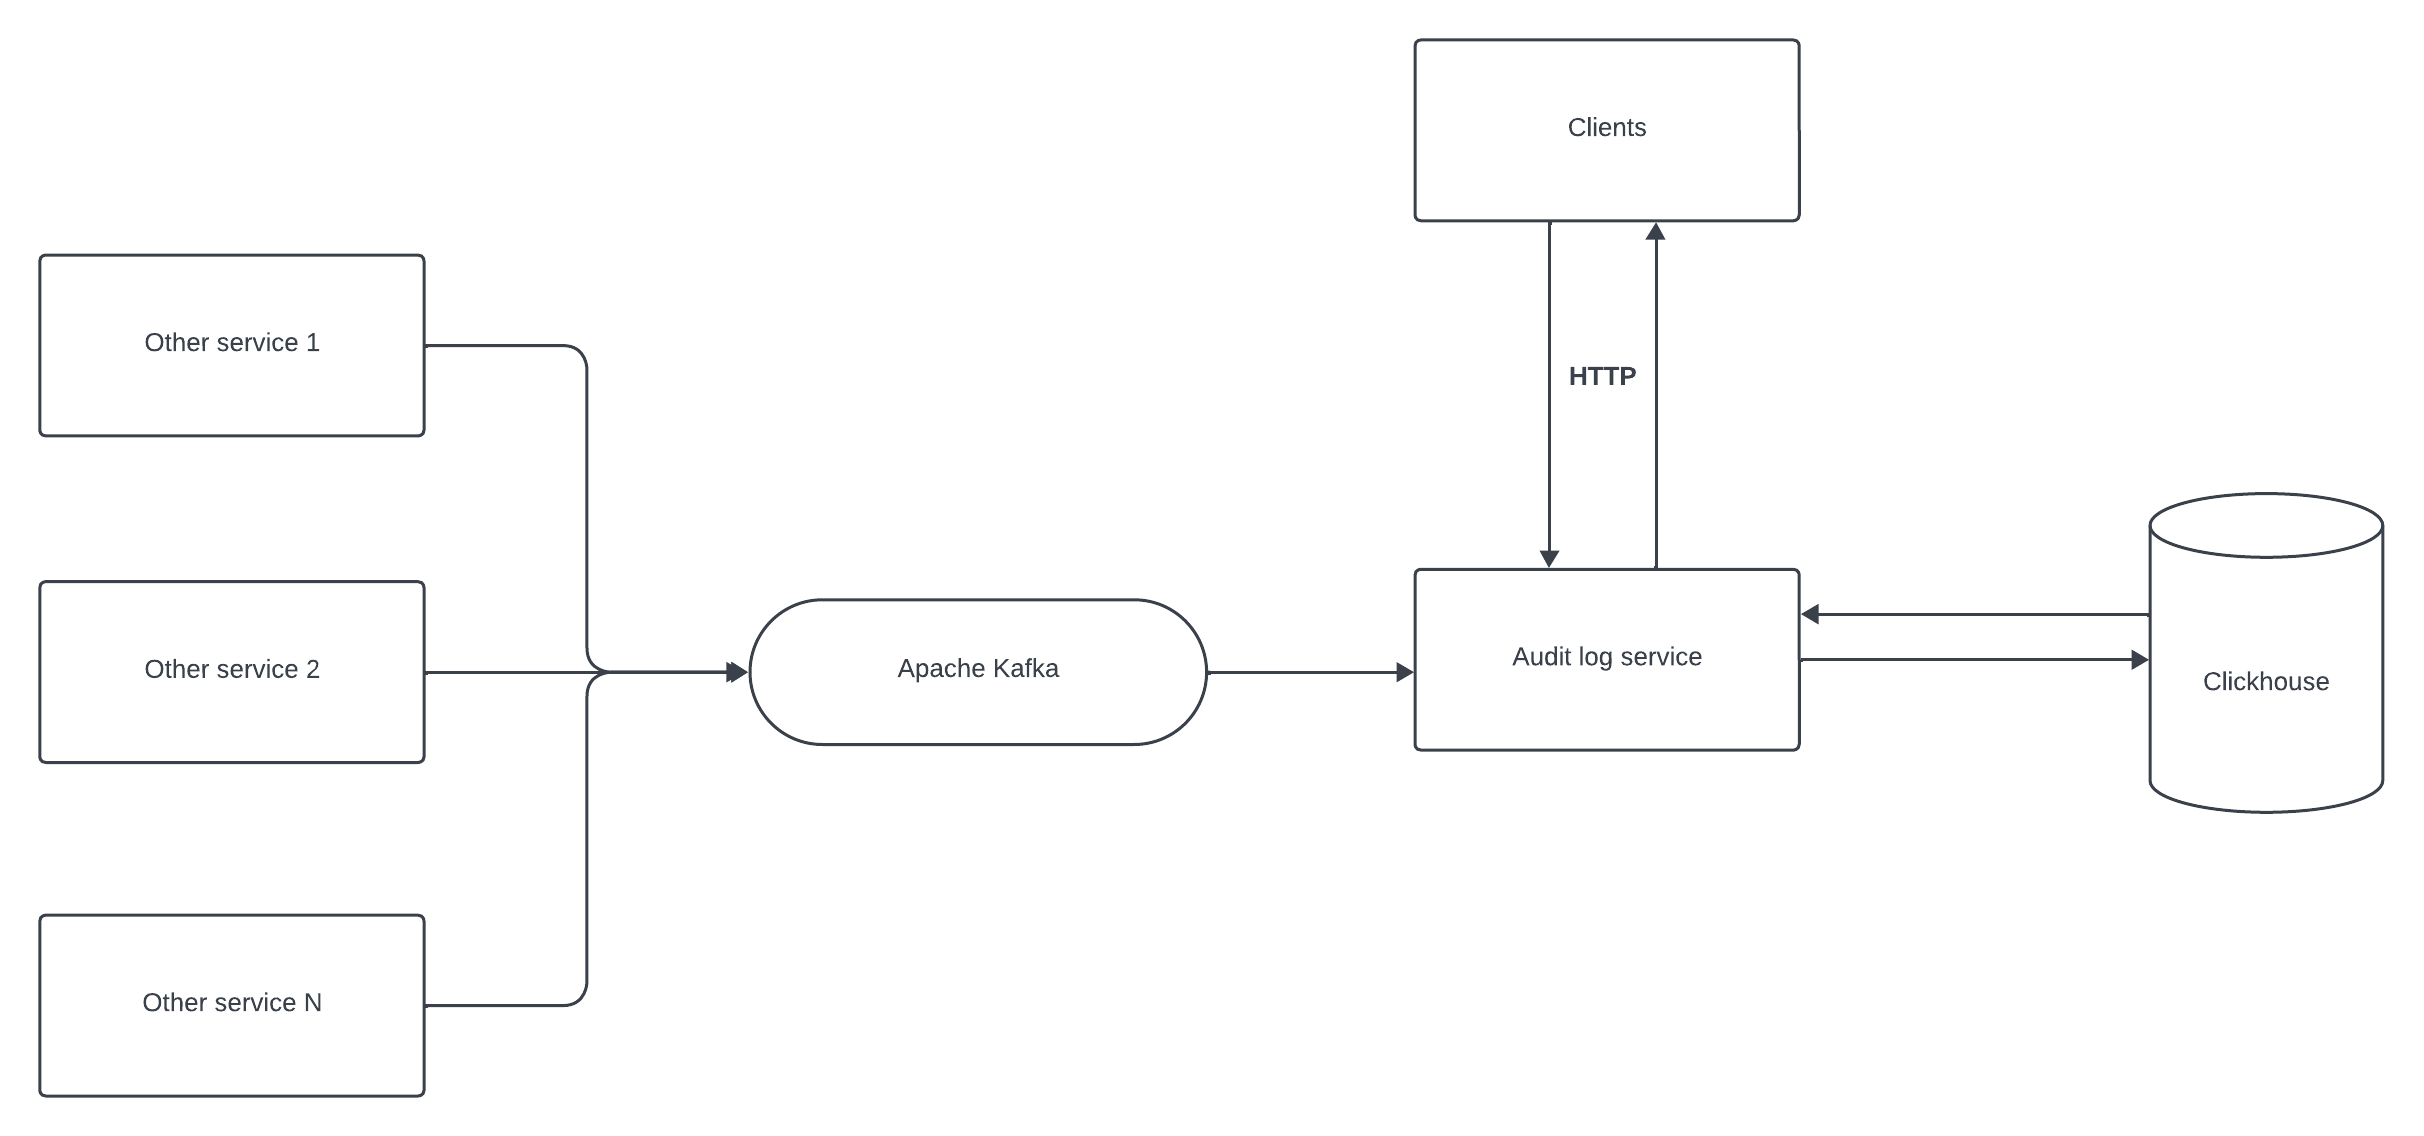 Clients
Other service 1
HTTP
Other service 2
Apache Kafka
Audit log service
Clickhouse
Other service N